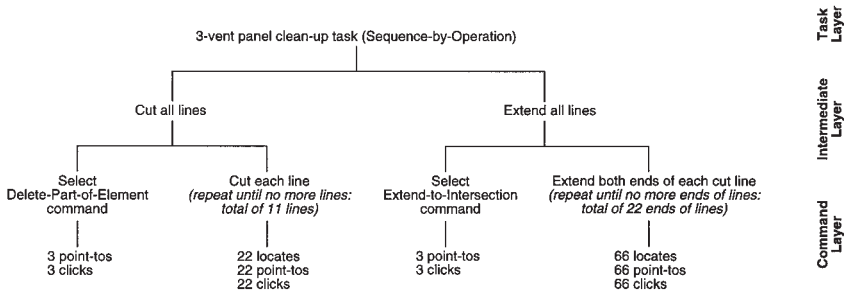 3-vent panel clean-up task (Sequence-by-Operation)
Task
Layer
Cut all lines
Extend all lines
Intermediate
Layer
Select
Delete-Part-of-Element
command
Cut each line
(repeat until no more lines:
total of 11 lines)
Select
Extend-to-Intersection
command
Extend both ends of each cut line
(repeat until no more ends of lines:
total of 22 ends of lines)
3 point-tos
3 clicks
22 locates
22 point-tos
22 clicks
3 point-tos
3 clicks
66 locates
66 point-tos
66 clicks
Command
Layer